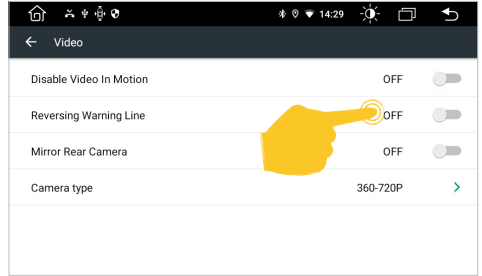 14:29
Video
Disable Video In Motion OFF
Reversing Warning Line OFF
Mirror Rear Camera OFF
Camera type 360-720P